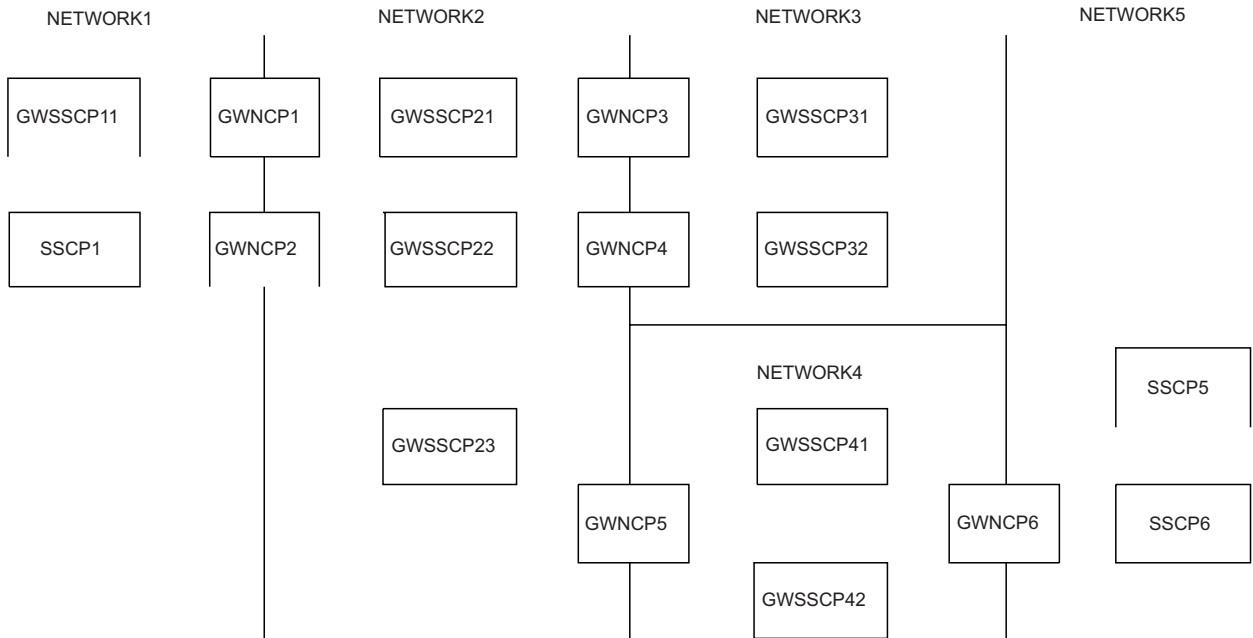 NETWORK1
NETWORK2
NETWORK3
NETWORK5
GWSSCP11
GWNCP1
GWSSCP21
GWNCP3
GWSSCP31
SSCP1
GWNCP2
GWSSCP22
GWNCP4
GWSSCP32
NETWORK4
SSCP5
GWSSCP23
GWSSCP41
GWNCP5
GWNCP6
SSCP6
GWSSCP42